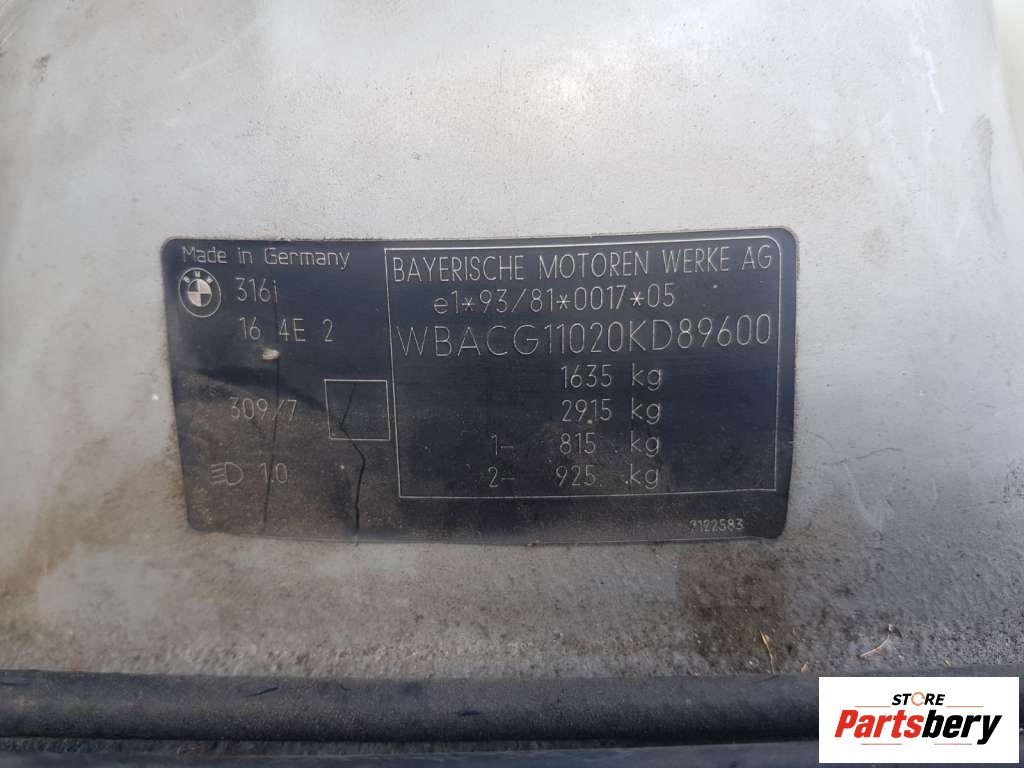 Made in Germany
BMW
316i
16 4E 2
309/7
10
BAYERISCHE MOTOREN WERKE AG
e1*93/81*0017*05
WBACG11020KD89600
1635 kg
2915 kg
1- 815 kg
2- 925 kg
STORE
Partsbery